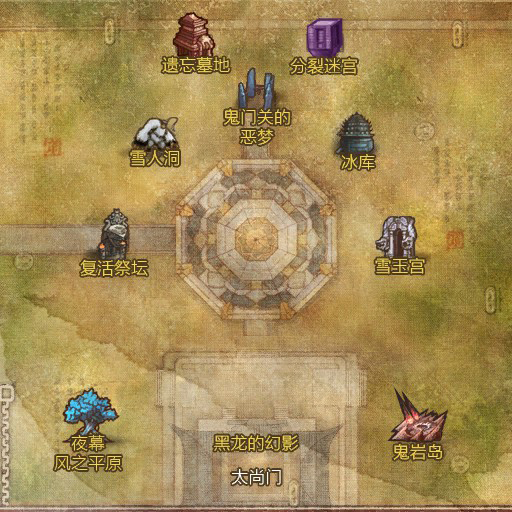 遗忘墓地
分裂迷宫
鬼门关的
恶梦
雪人洞
冰库
复活祭坛
雪玉宫
夜幕
风之平原
黑龙的幻影
鬼岩岛
太尚门